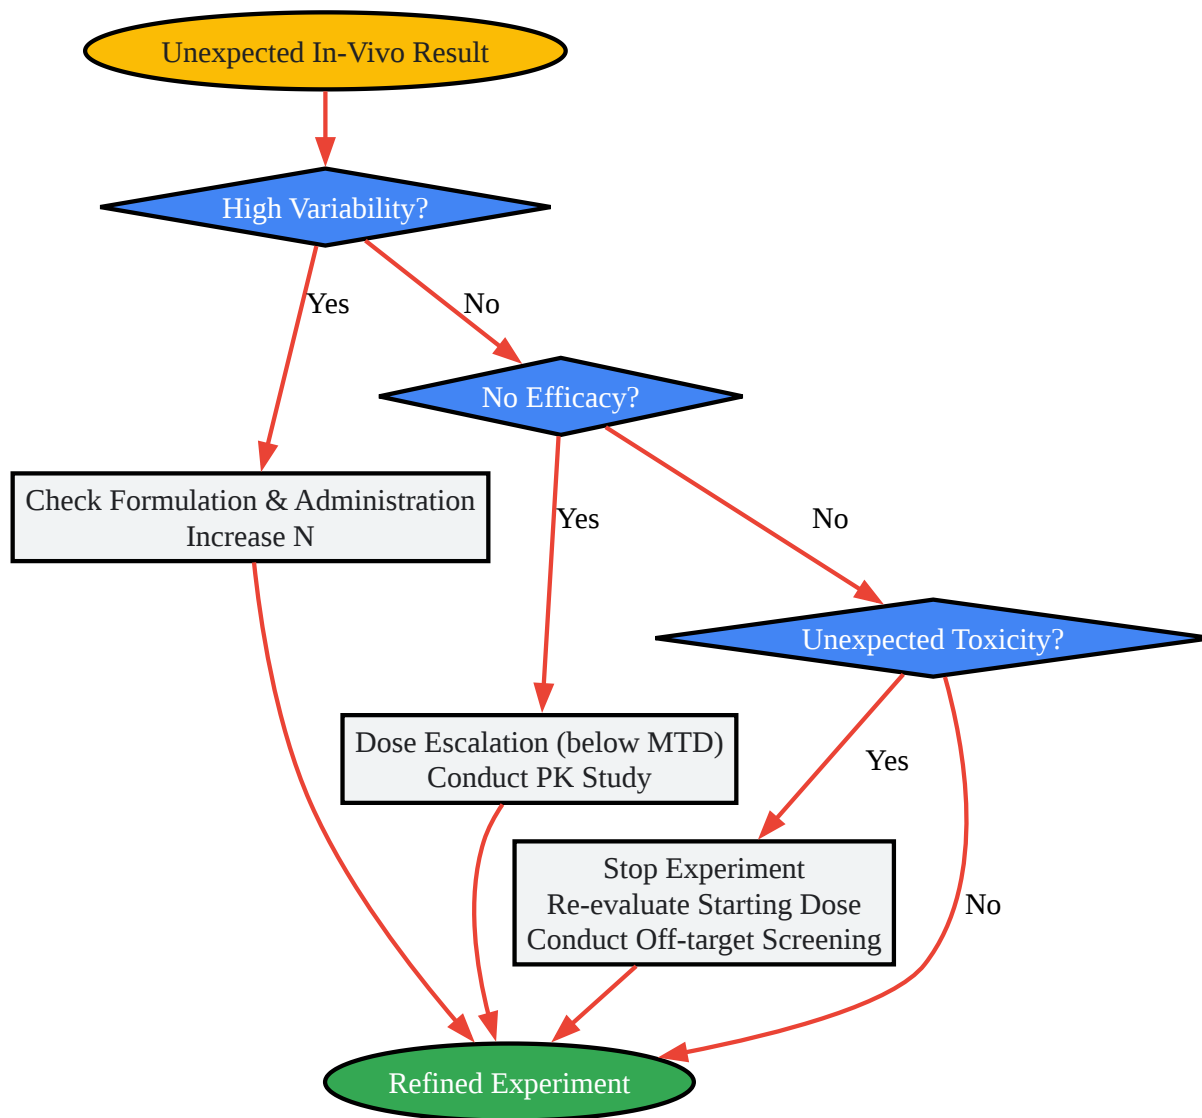 Unexpected In-Vivo Result
High Variability?
Yes
No
No Efficacy?
Check Formulation & Administration
Increase N
Yes
No
Unexpected Toxicity?
Dose Escalation (below MTD)
Conduct PK Study
Yes
Stop Experiment
Re-evaluate Starting Dose
Conduct Off-target Screening
No
Refined Experiment